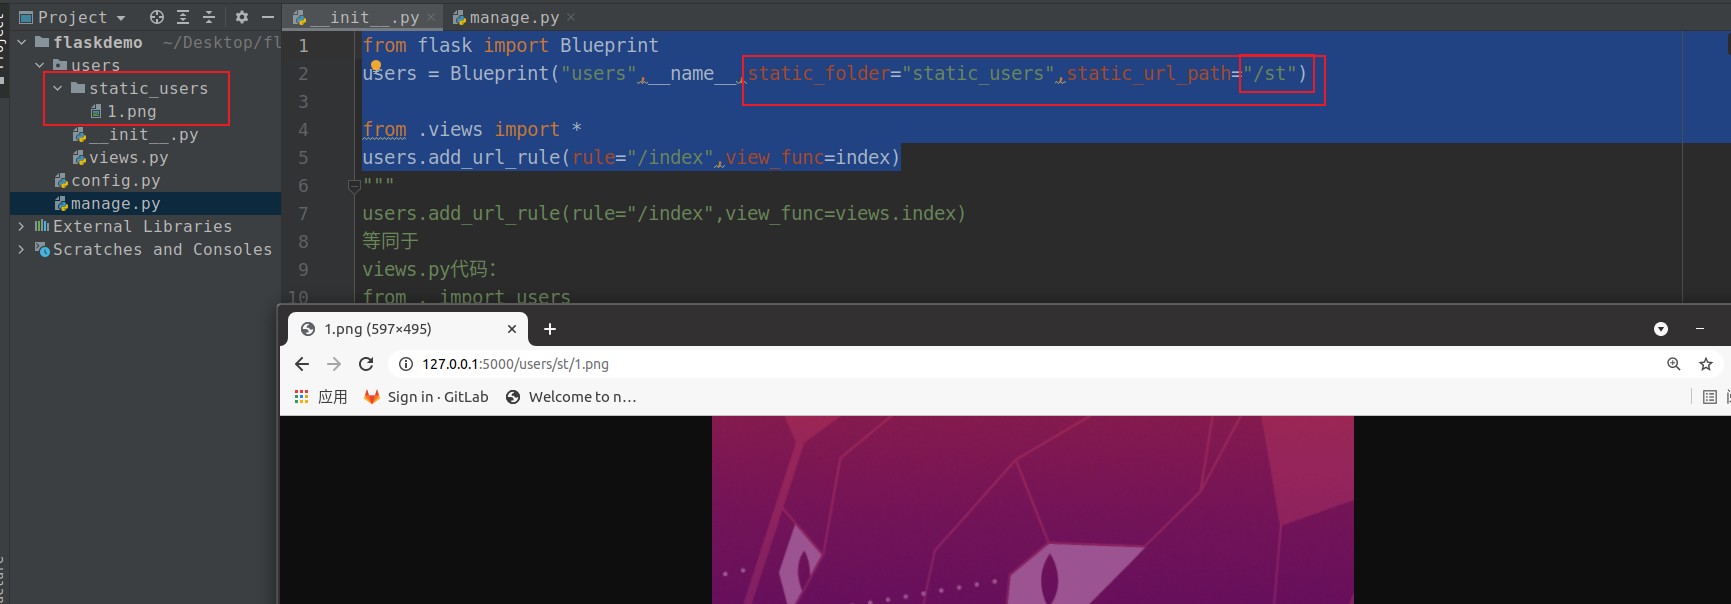 Project
__init__.py
manage.py
flaskdemo ~/Desktop/fl
users
static_users
1.png
__init__.py
views.py
config.py
manage.py
External Libraries
Scratches and Consoles
1 from flask import Blueprint
2 users = Blueprint("users",__name__,static_folder="static_users",static_url_path="/st")
3
4 from .views import *
5 users.add_url_rule(rule="/index",view_func=index)
6 """
7 users.add_url_rule(rule="/index",view_func=views.index)
8 等同于
9 views.py代码：
10 from . import users
1.png (597×495)
127.0.0.1:5000/users/st/1.png
应用 Sign in · GitLab Welcome to n…